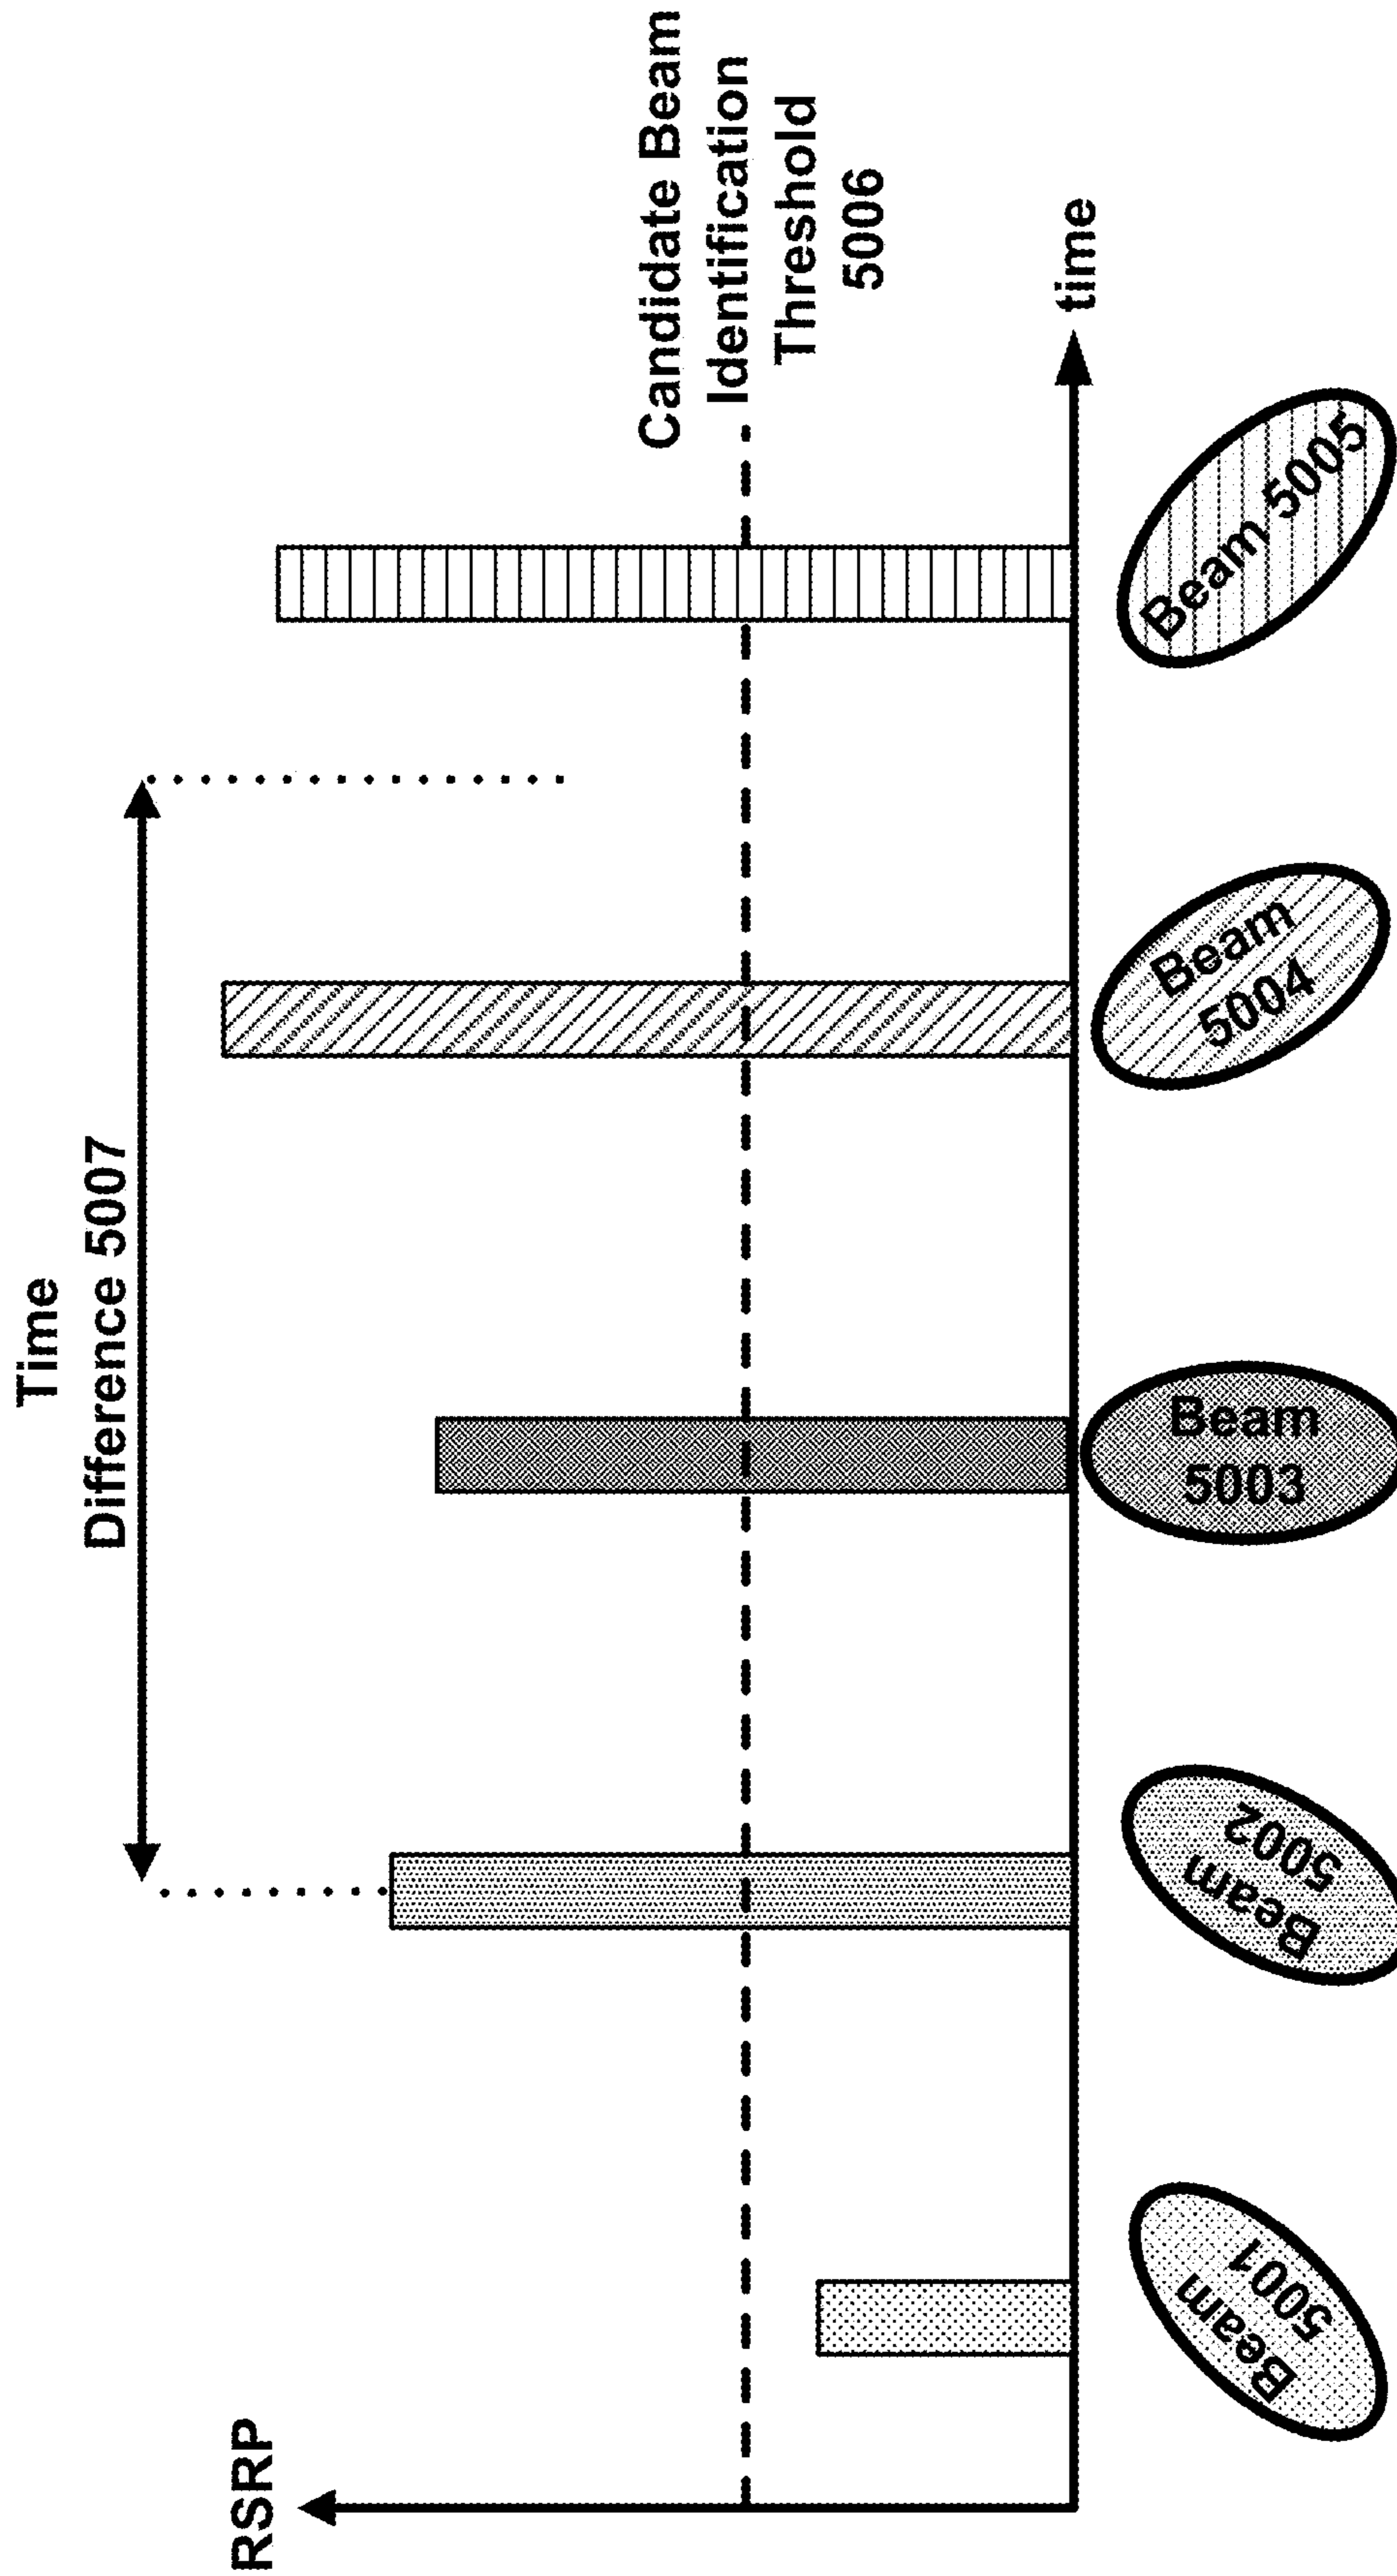 Time
Difference 5007
RSRP
Candidate Beam
Identification
Threshold
5006
time
Beam
5001
Beam
5002
Beam
5003
Beam
5004
Beam 5005